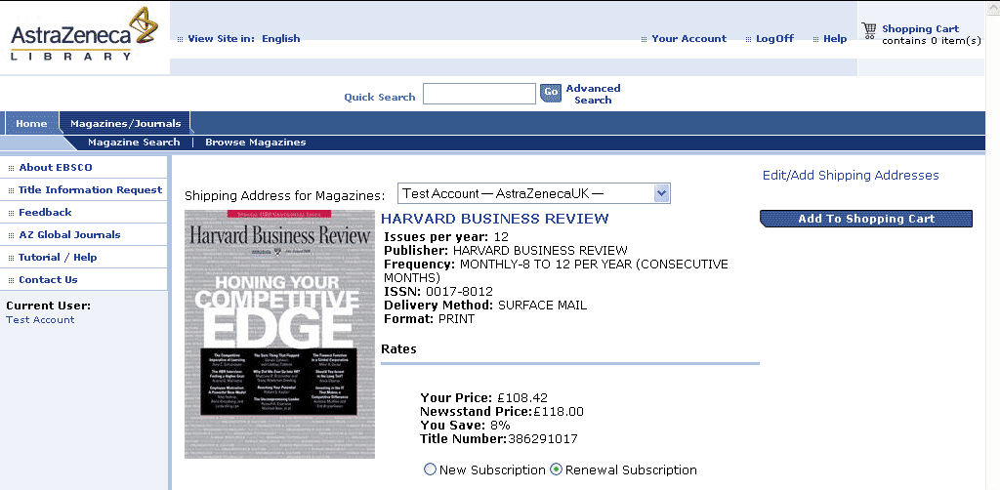 AstraZeneca
LIBRARY
View Site in: English
Your Account
LogOff
Help
Shopping Cart
contains 0 item(s)
Quick Search
Go
Advanced
Search
Home
Magazines/Journals
Magazine Search | Browse Magazines
About EBSCO
Title Information Request
Feedback
AZ Global Journals
Tutorial / Help
Contact Us
Current User:
Test Account
Edit/Add Shipping Addresses
Shipping Address for Magazines:
Test Account — AstraZenecaUK —
Add To Shopping Cart
Harvard Business Review
HONING YOUR
COMPETITIVE
EDGE
HARVARD BUSINESS REVIEW
Issues per year: 12
Publisher: HARVARD BUSINESS REVIEW
Frequency: MONTHLY-8 TO 12 PER YEAR (CONSECUTIVE
MONTHS)
ISSN: 0017-8012
Delivery Method: SURFACE MAIL
Format: PRINT
Rates
Your Price: £108.42
Newsstand Price:£118.00
You Save: 8%
Title Number:386291017
New Subscription
Renewal Subscription